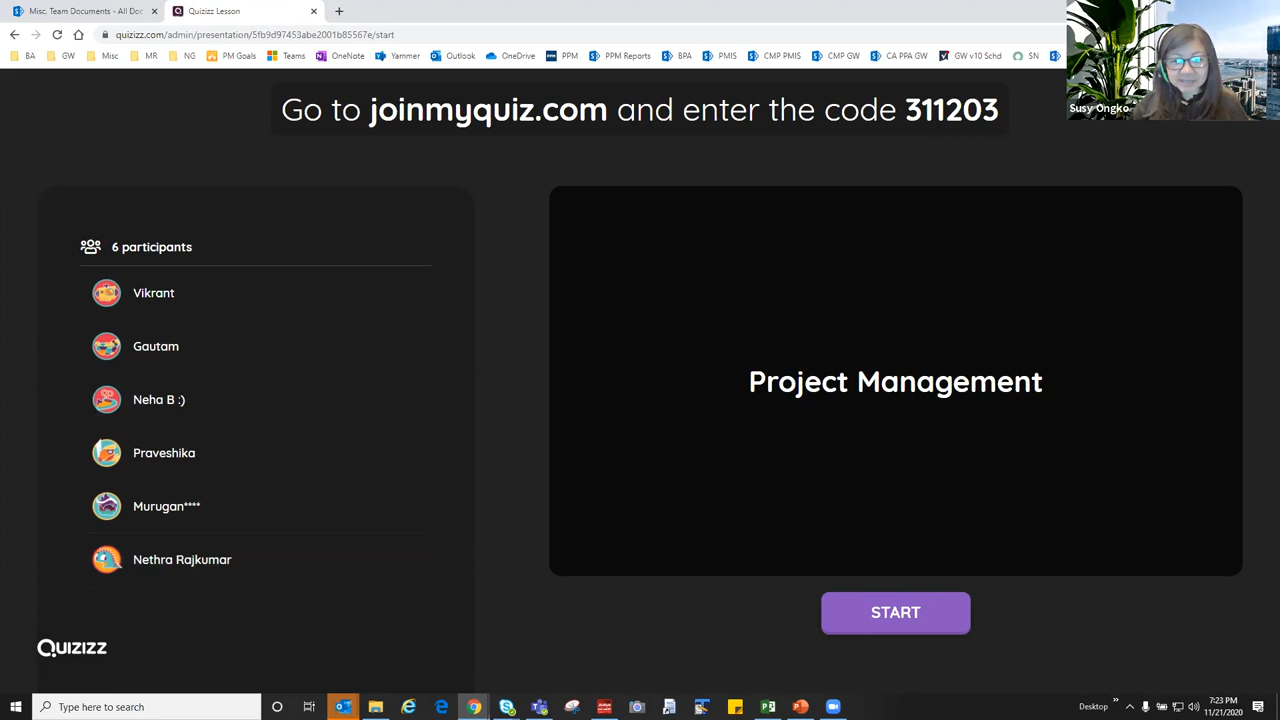 Misc. Team Documents - All Doc
Quizizz Lesson
quizizz.com/admin/presentation/5fb9d97453abe2001b85567e/start
BA GW Misc MR NG PM Goals Teams OneNote Yammer Outlook OneDrive PPM PPM Reports BPA PMIS CMP PMIS CMP GW CA PPA GW GW v10 Schd SN
Susy Ongko
Go to joinmyquiz.com and enter the code 311203
6 participants
Vikrant
Gautam
Neha B :)
Praveshika
Murugan****
Nethra Rajkumar
Project Management
START
Quizizz
Type here to search
Desktop
7:23 PM
11/21/2020